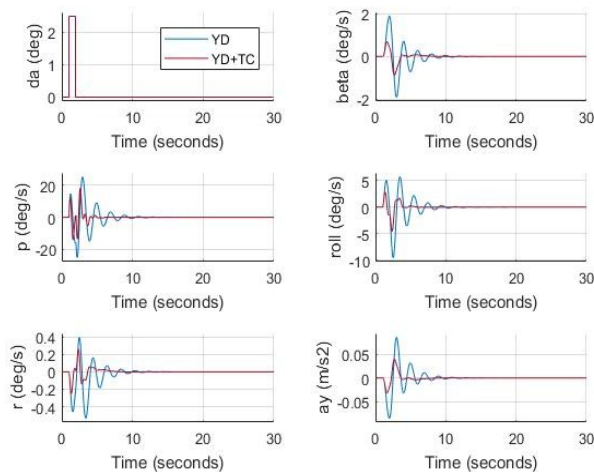 da (deg)
2
1
0
0 10 20 30
Time (seconds)
YD
YD+TC
beta (deg/s)
2
0
-2
0 10 20 30
Time (seconds)
p (deg/s)
20
0
-20
0 10 20 30
Time (seconds)
roll (deg/s)
5
0
-5
-10
0 10 20 30
Time (seconds)
r (deg/s)
0.4
0.2
0
-0.2
-0.4
0 10 20 30
Time (seconds)
ay (m/s2)
0.05
0
-0.05
0 10 20 30
Time (seconds)